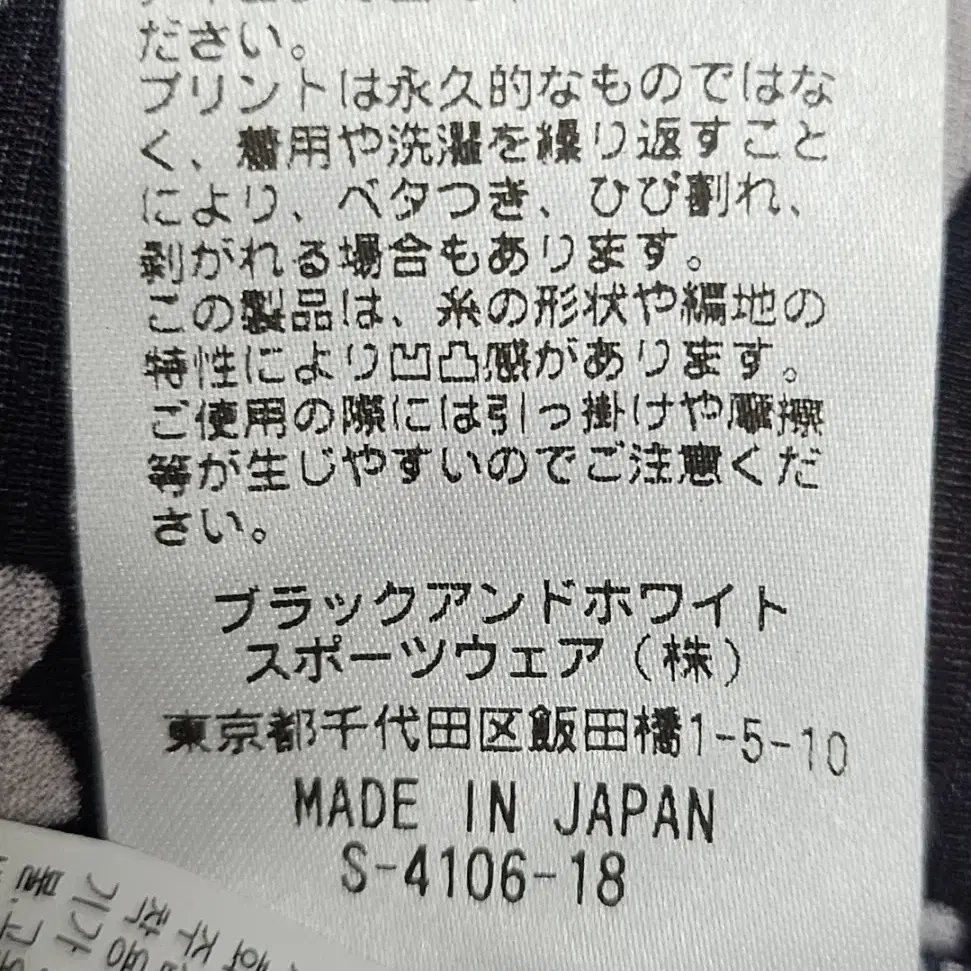 ださい。
プリントは永久的なものではな
く、着用や洗濯を繰り返すこと
により、ベタつき、ひび割れ、
剥がれる場合もあります。
この製品は、糸の形状や編地の
特性により凹凸感があります。
ご使用の際には引っ掛けや摩擦
等が生じやすいのでご注意くだ
さい。
ブラックアンドホワイト
スポーツウェア(株)
東京都千代田区飯田橋1-5-10
MADE IN JAPAN
S-4106-18